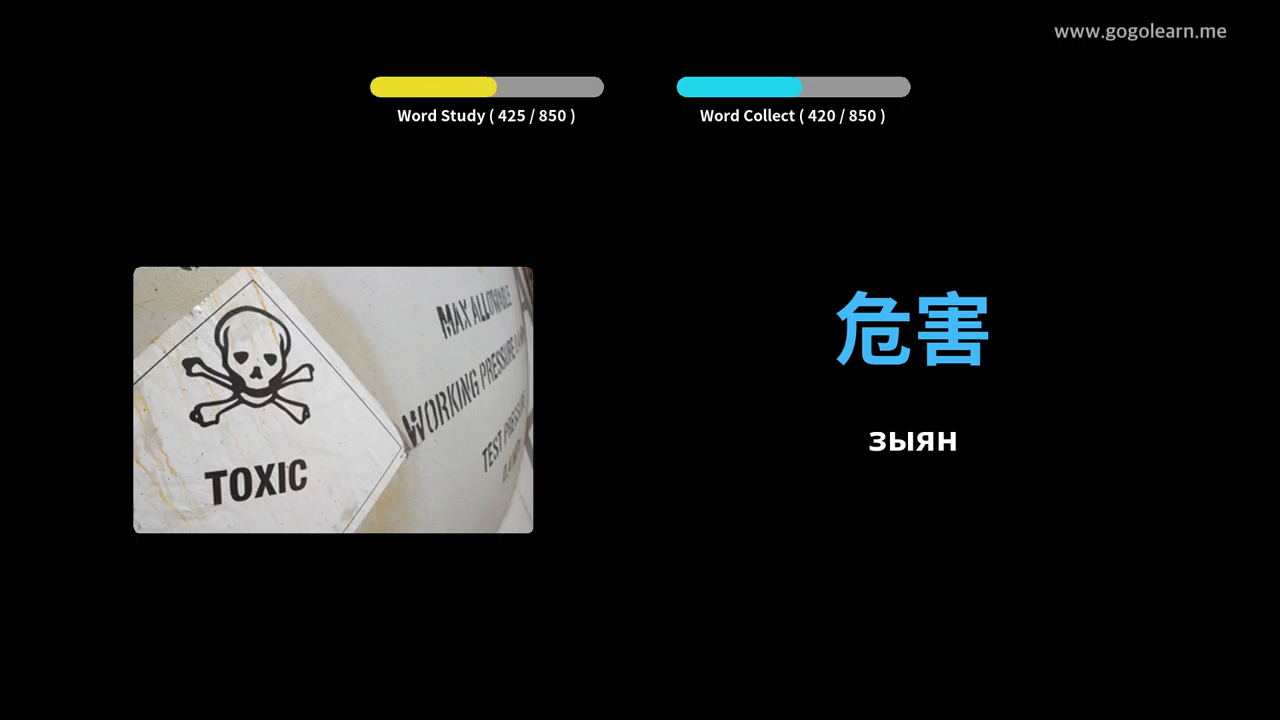 www.gogolearn.me
Word Study ( 425 / 850 )
Word Collect ( 420 / 850 )
MAX ALLOWABLE
WORKING PRESSURE
TEST PRESSURE
TOXIC
危害
зыян